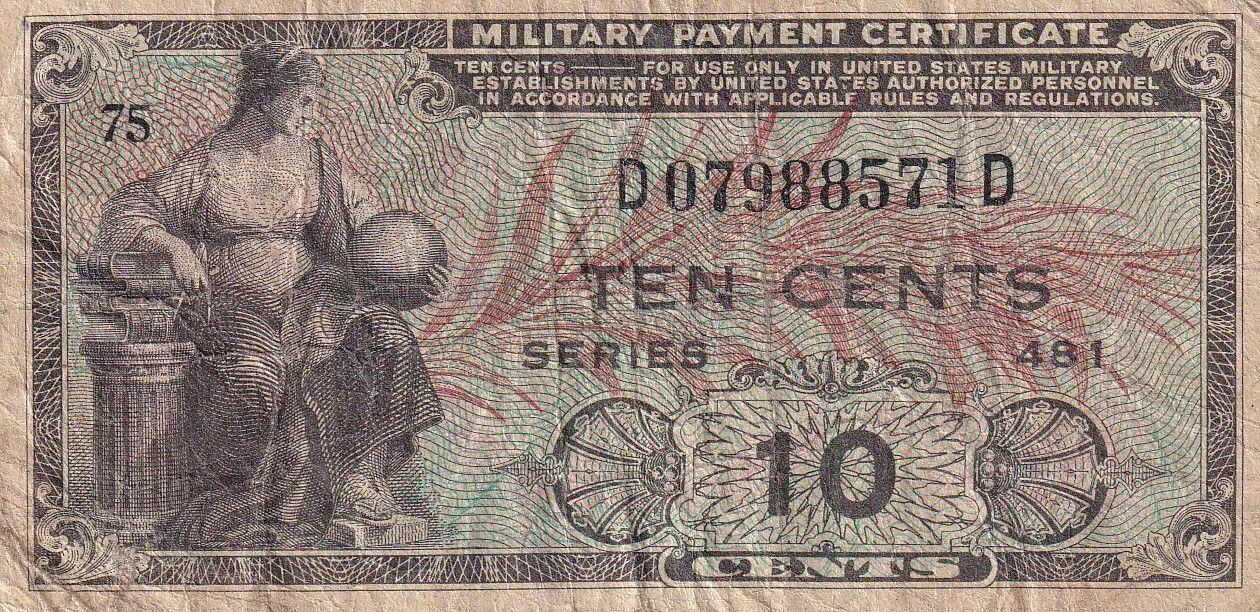 MILITARY PAYMENT CERTIFICATE
TEN CENTS — FOR USE ONLY IN UNITED STATES MILITARY
ESTABLISHMENTS BY UNITED STATES AUTHORIZED PERSONNEL
IN ACCORDANCE WITH APPLICABLE RULES AND REGULATIONS.
75
D07988571D
TEN CENTS
SERIES 481
10
CENTS